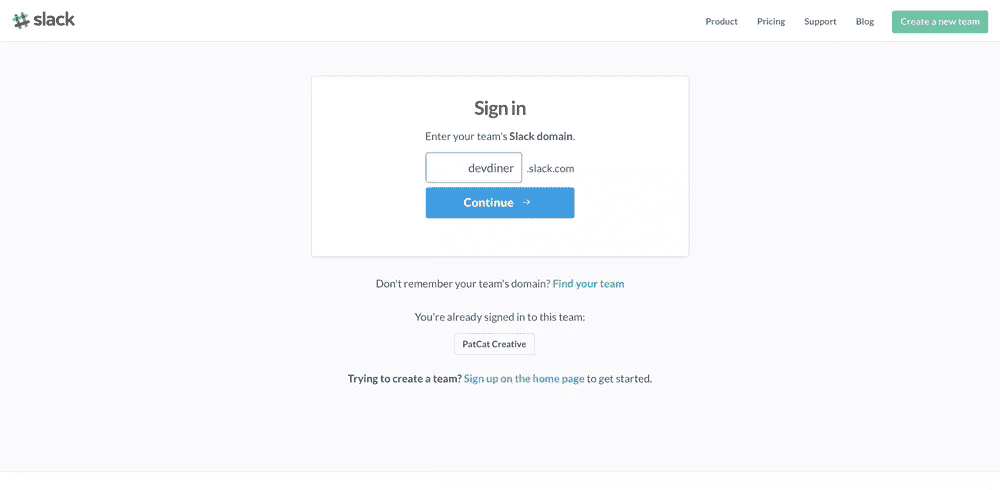 slack
Product Pricing Support Blog Create a new team
Sign in
Enter your team's Slack domain.
devdiner .slack.com
Continue →
Don't remember your team's domain? Find your team
You're already signed in to this team:
PatCat Creative
Trying to create a team? Sign up on the home page to get started.